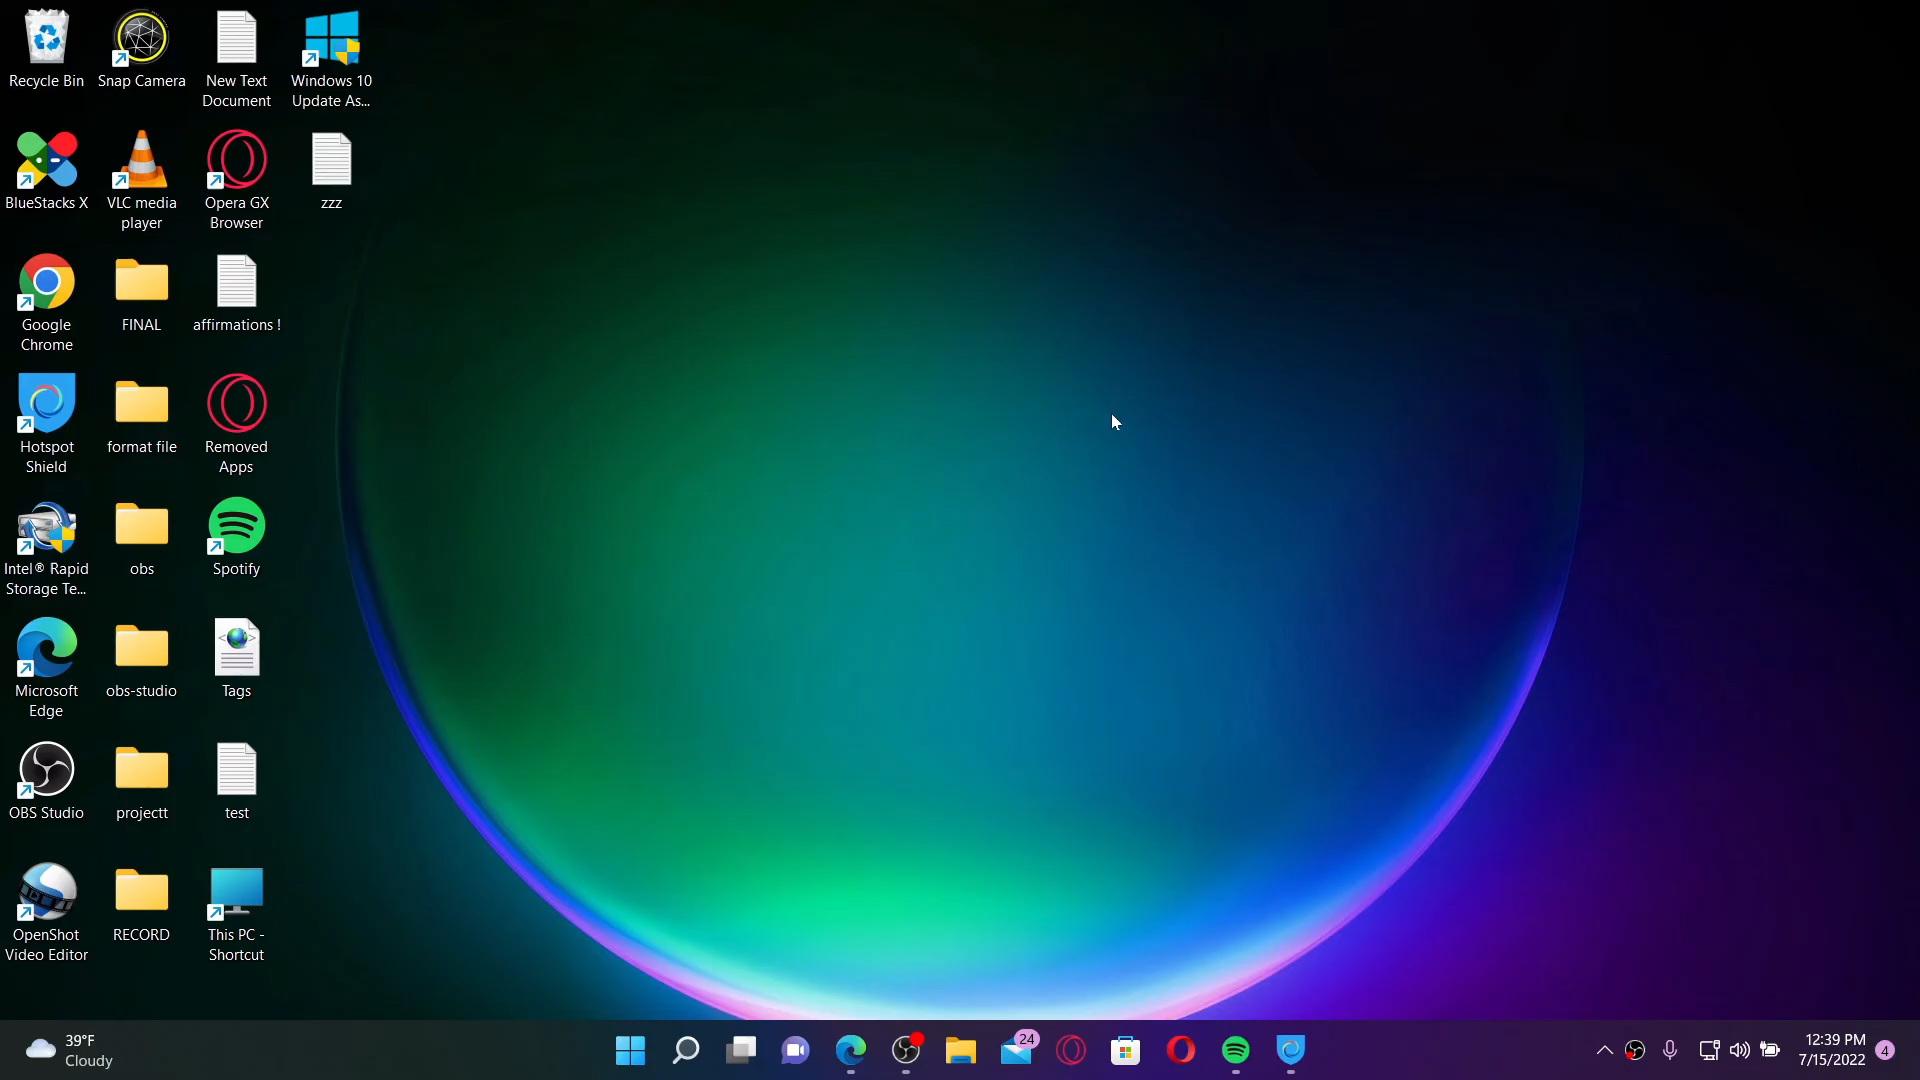 Recycle Bin
Snap Camera
New Text
Document
Windows 10
Update As...
BlueStacks X
VLC media
player
Opera GX
Browser
zzz
Google
Chrome
FINAL
affirmations !
Hotspot
Shield
format file
Removed
Apps
Intel® Rapid
Storage Te...
obs
Spotify
Microsoft
Edge
obs-studio
Tags
OBS Studio
projectt
test
OpenShot
Video Editor
RECORD
This PC -
Shortcut
39°F
Cloudy
24
12:39 PM
7/15/2022
4